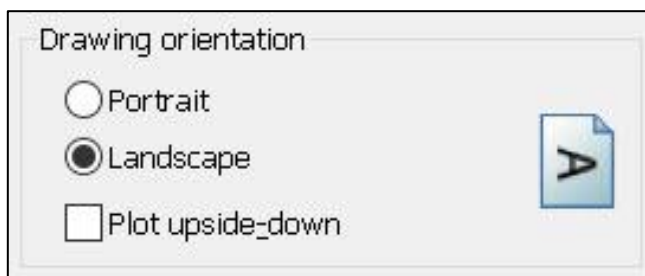 Drawing orientation
Portrait
Landscape
A
Plot upside-down